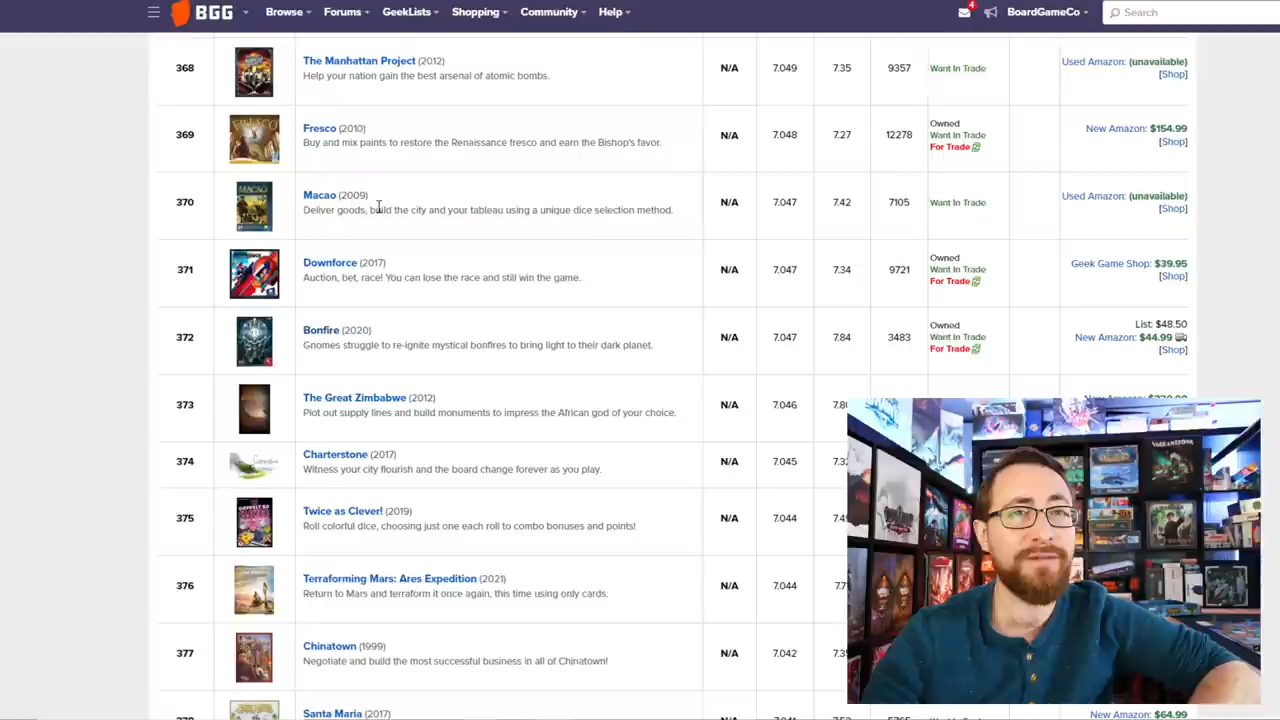 BGG Browse Forums GeekLists Shopping Community Help 4 BoardGameCo Search
368 The Manhattan Project (2012) N/A 7.049 7.35 9357 Want In Trade Used Amazon: (unavailable)
Help your nation gain the best arsenal of atomic bombs. [Shop]
369 Fresco (2010) N/A 7.048 7.27 12278 Owned
Buy and mix paints to restore the Renaissance fresco and earn the Bishop's favor. Want In Trade New Amazon: $154.99
For Trade [Shop]
370 Macao (2009) N/A 7.047 7.42 7105 Want In Trade Used Amazon: (unavailable)
Deliver goods, build the city and your tableau using a unique dice selection method. [Shop]
371 Downforce (2017) N/A 7.047 7.34 9721 Owned
Auction, bet, race! You can lose the race and still win the game. Want In Trade Geek Game Shop: $39.95
For Trade [Shop]
372 Bonfire (2020) N/A 7.047 7.84 3483 Owned List: $48.50
Gnomes struggle to re-ignite mystical bonfires to bring light to their dark planet. Want In Trade New Amazon: $44.99
For Trade [Shop]
373 The Great Zimbabwe (2012) N/A 7.046
Plot out supply lines and build monuments to impress the African god of your choice.
374 Charterstone (2017) N/A 7.045
Witness your city flourish and the board change forever as you play.
375 Twice as Clever! (2019) N/A 7.044
Roll colorful dice, choosing just one each roll to combo bonuses and points!
376 Terraforming Mars: Ares Expedition (2021) N/A 7.044
Return to Mars and terraform it once again, this time using only cards.
377 Chinatown (1999) N/A 7.042
Negotiate and build the most successful business in all of Chinatown!
Santa Maria (2017) New Amazon: $64.99